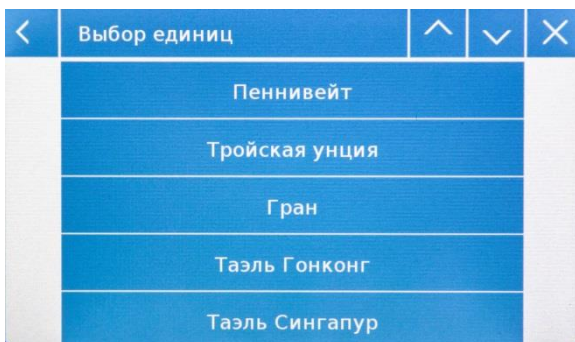 Выбор единиц
Пеннивейт
Тройская унция
Гран
Таэль Гонконг
Таэль Сингапур